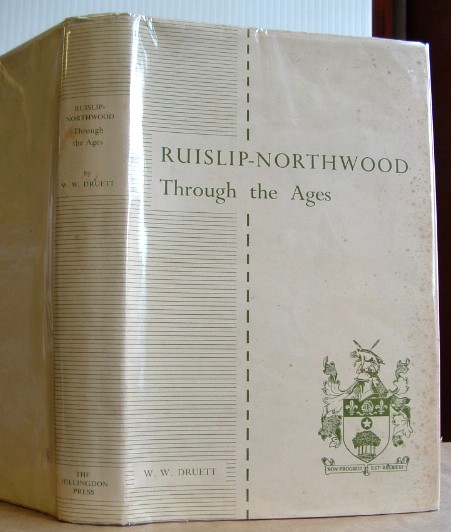 RUISLIP-
NORTHWOOD
Through
the Ages
by
W. W. DRUETT
THE
HILLINGDON
PRESS
RUISLIP-NORTHWOOD
Through the Ages
W. W. DRUETT
NON PROGREDI EST REGREDI